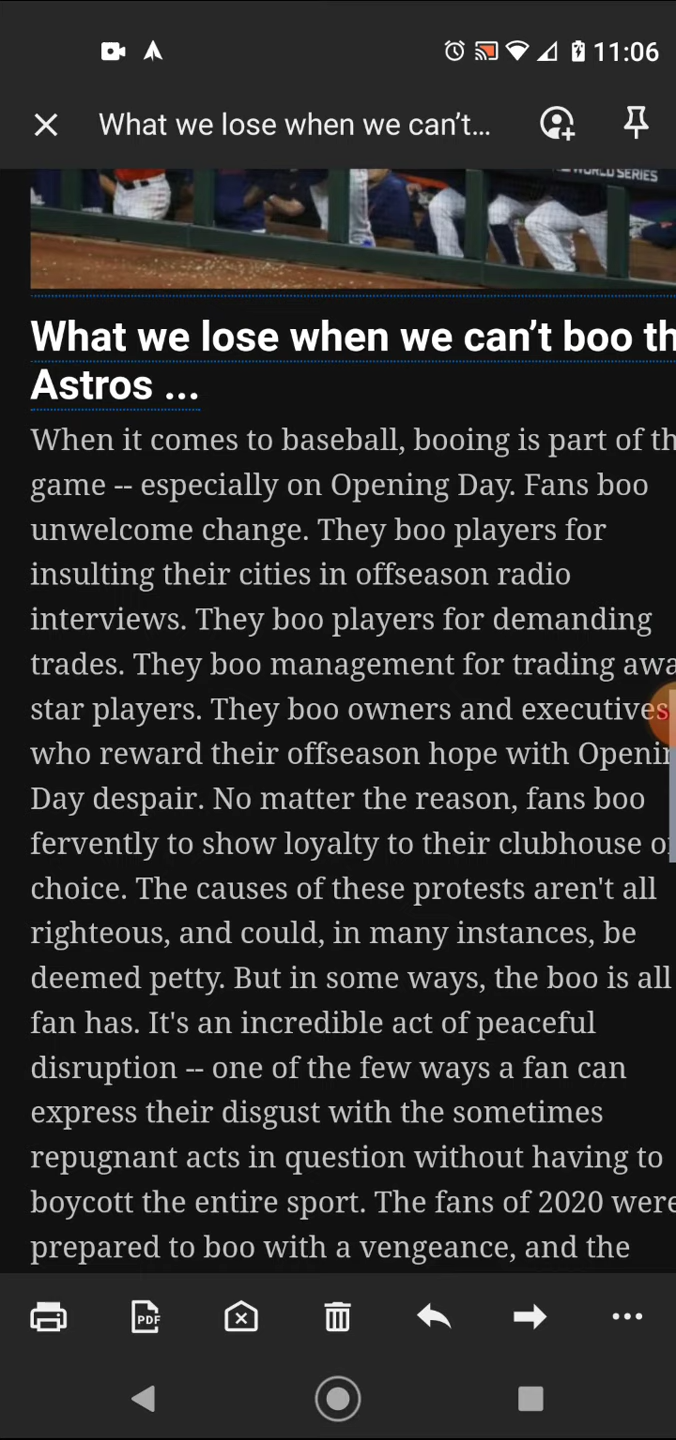 11:06
What we lose when we can't...
WORLD SERIES
What we lose when we can't boo th
Astros ...
When it comes to baseball, booing is part of th
game -- especially on Opening Day. Fans boo
unwelcome change. They boo players for
insulting their cities in offseason radio
interviews. They boo players for demanding
trades. They boo management for trading awa
star players. They boo owners and executives
who reward their offseason hope with Openin
Day despair. No matter the reason, fans boo
fervently to show loyalty to their clubhouse o
choice. The causes of these protests aren't all
righteous, and could, in many instances, be
deemed petty. But in some ways, the boo is all
fan has. It's an incredible act of peaceful
disruption -- one of the few ways a fan can
express their disgust with the sometimes
repugnant acts in question without having to
boycott the entire sport. The fans of 2020 were
prepared to boo with a vengeance, and the
PDF